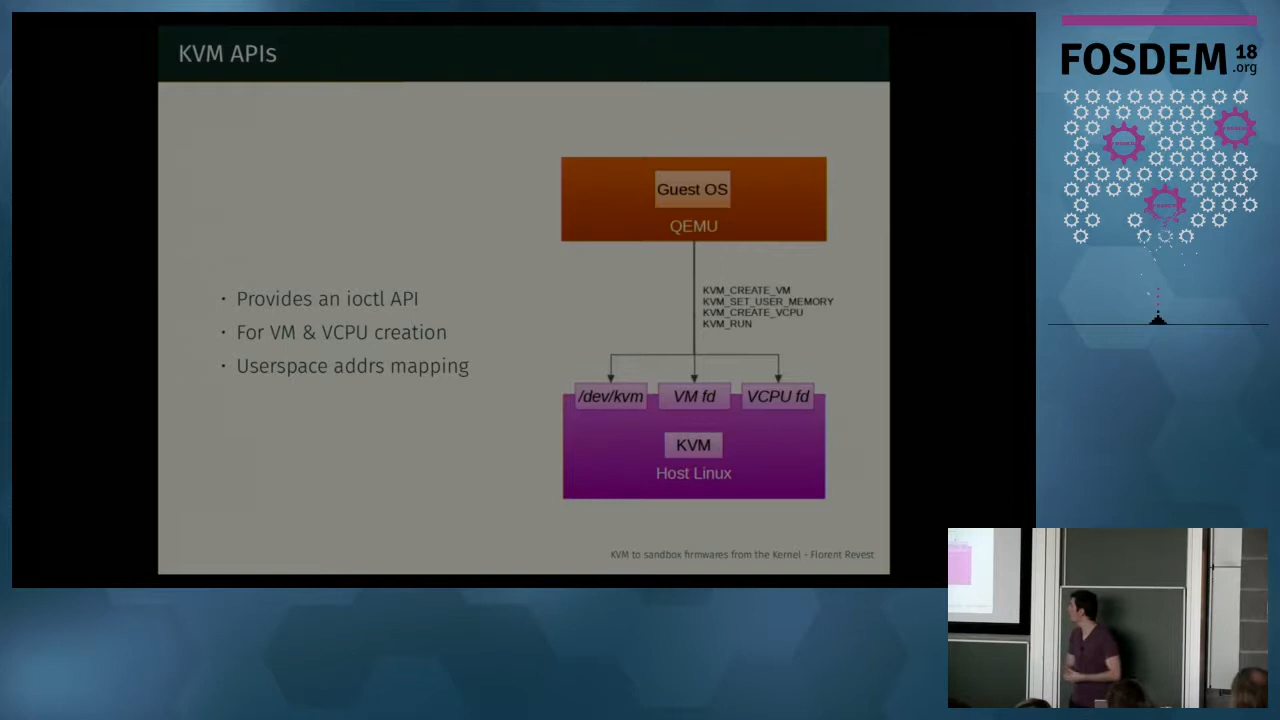 KVM APIs
Provides an ioctl API
For VM & VCPU creation
Userspace addrs mapping
Guest OS
QEMU
KVM_CREATE_VM
KVM_SET_USER_MEMORY
KVM_CREATE_VCPU
KVM_RUN
/dev/kvm
VM fd
VCPU fd
KVM
Host Linux
KVM to sandbox firmwares from the Kernel - Florent Revest
FOSDEM 18
.org